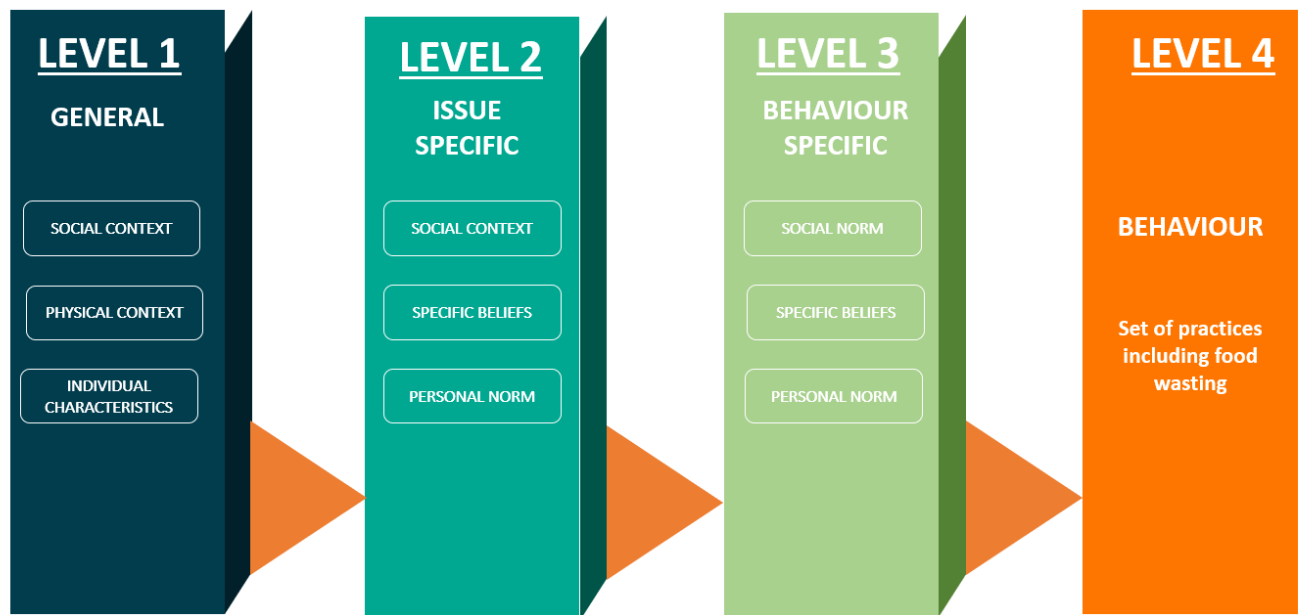 LEVEL 1
GENERAL
SOCIAL CONTEXT
PHYSICAL CONTEXT
INDIVIDUAL
CHARACTERISTICS
LEVEL 2
ISSUE
SPECIFIC
SOCIAL CONTEXT
SPECIFIC BELIEFS
PERSONAL NORM
LEVEL 3
BEHAVIOUR
SPECIFIC
SOCIAL NORM
SPECIFIC BELIEFS
PERSONAL NORM
LEVEL 4
BEHAVIOUR
Set of practices
including food
wasting